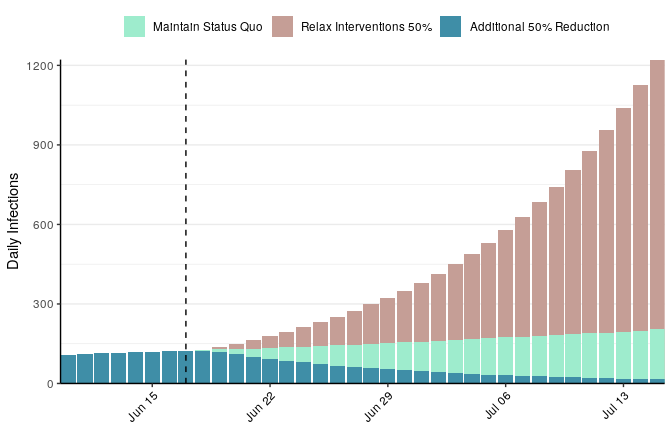 Maintain Status Quo Relax Interventions 50% Additional 50% Reduction
Daily Infections
1200
900
600
300
0
Jun 15
Jun 22
Jun 29
Jul 06
Jul 13